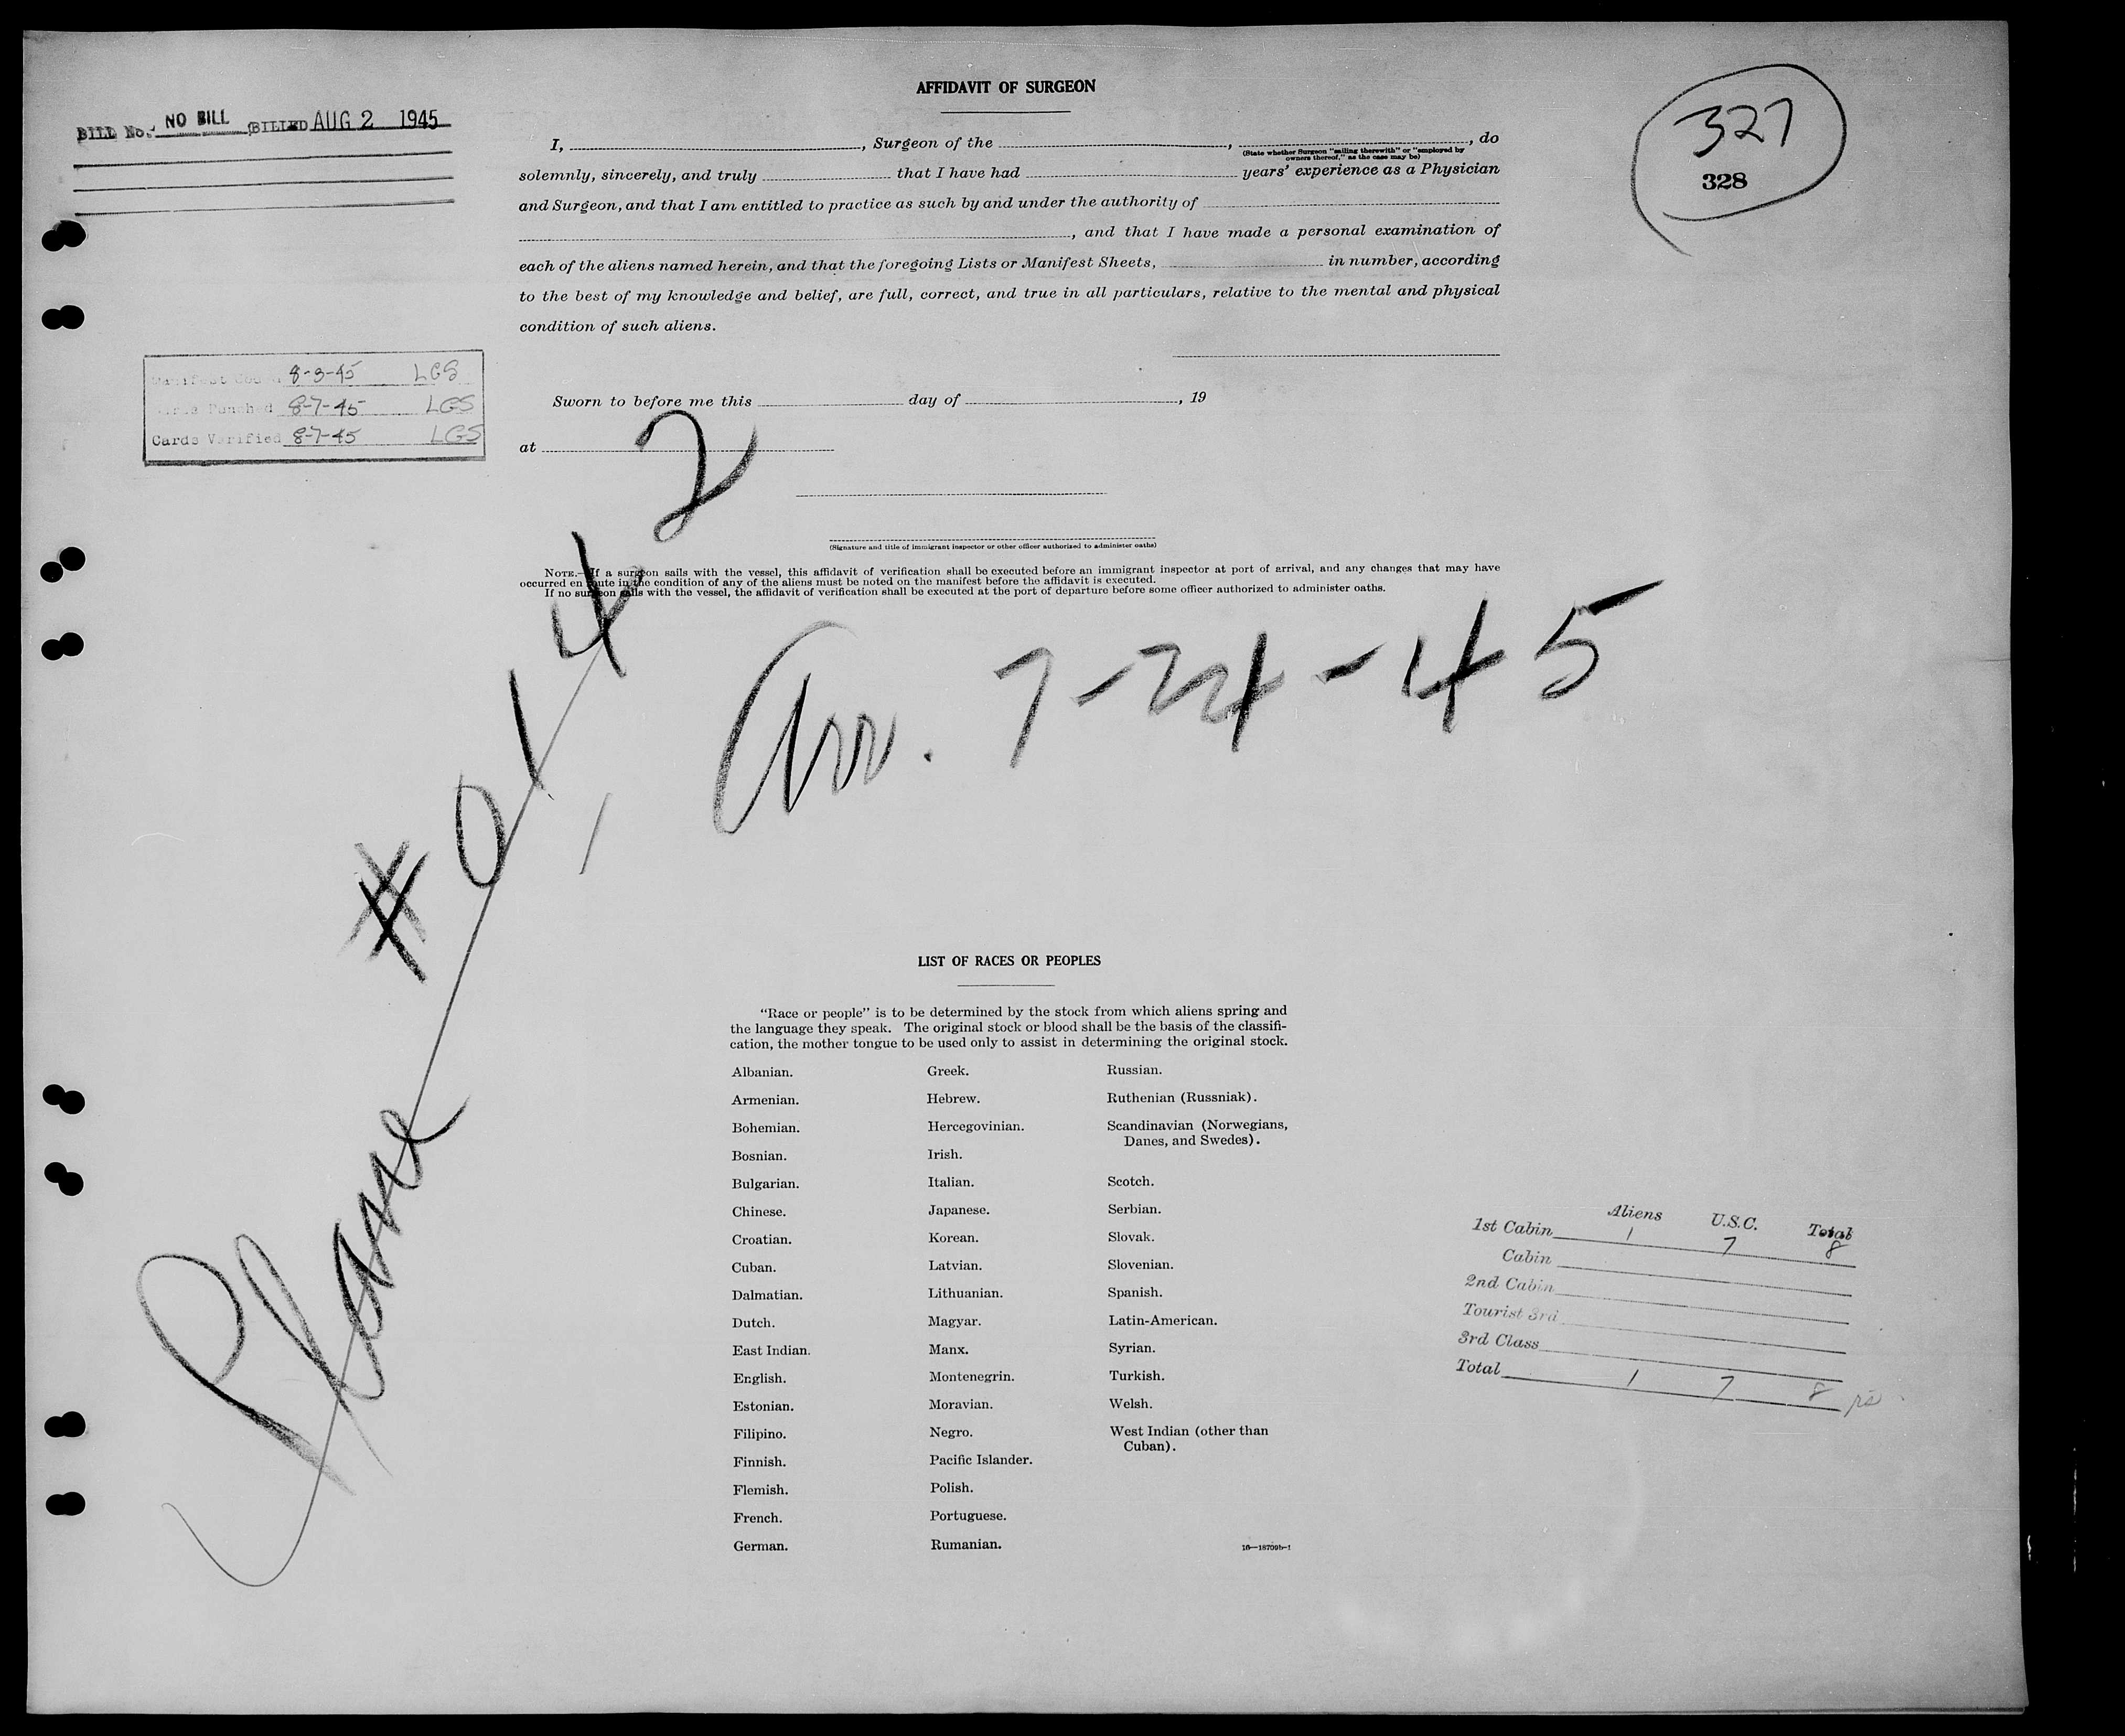 AFFIDAVIT OF SURGEON
BILL No. NO BILL BILLED AUG 2 1945
327
328
I, , Surgeon of the , , do
(State whether Surgeon "sailing therewith" or "employed by
owners thereof," as the case may be)
solemnly, sincerely, and truly that I have had years' experience as a Physician
and Surgeon, and that I am entitled to practice as such by and under the authority of
, and that I have made a personal examination of
each of the aliens named herein, and that the foregoing Lists or Manifest Sheets, in number, according
to the best of my knowledge and belief, are full, correct, and true in all particulars, relative to the mental and physical
condition of such aliens.
Manifest 8-3-45 LGS
Punched 8-7-45 LGS
Cards Verified 8-7-45 LGS
Sworn to before me this day of , 19
at
(Signature and title of immigrant inspector or other officer authorized to administer oaths)
NOTE.—If a surgeon sails with the vessel, this affidavit of verification shall be executed before an immigrant inspector at port of arrival, and any changes that may have
occurred en route in the condition of any of the aliens must be noted on the manifest before the affidavit is executed.
If no surgeon sails with the vessel, the affidavit of verification shall be executed at the port of departure before some officer authorized to administer oaths.
Plane # 0142
Arr. 7-24-45
LIST OF RACES OR PEOPLES
"Race or people" is to be determined by the stock from which aliens spring and
the language they speak. The original stock or blood shall be the basis of the classifi-
cation, the mother tongue to be used only to assist in determining the original stock.
Albanian.
Armenian.
Bohemian.
Bosnian.
Bulgarian.
Chinese.
Croatian.
Cuban.
Dalmatian.
Dutch.
East Indian.
English.
Estonian.
Filipino.
Finnish.
Flemish.
French.
German.
Greek.
Hebrew.
Hercegovinian.
Irish.
Italian.
Japanese.
Korean.
Latvian.
Lithuanian.
Magyar.
Manx.
Montenegrin.
Moravian.
Negro.
Pacific Islander.
Polish.
Portuguese.
Rumanian.
Russian.
Ruthenian (Russniak).
Scandinavian (Norwegians,
Danes, and Swedes).
Scotch.
Serbian.
Slovak.
Slovenian.
Spanish.
Latin-American.
Syrian.
Turkish.
Welsh.
West Indian (other than
Cuban).
16—18709b-1
Aliens U.S.C. Total
1st Cabin 1 7 8
Cabin
2nd Cabin
Tourist 3rd
3rd Class
Total 1 7 8